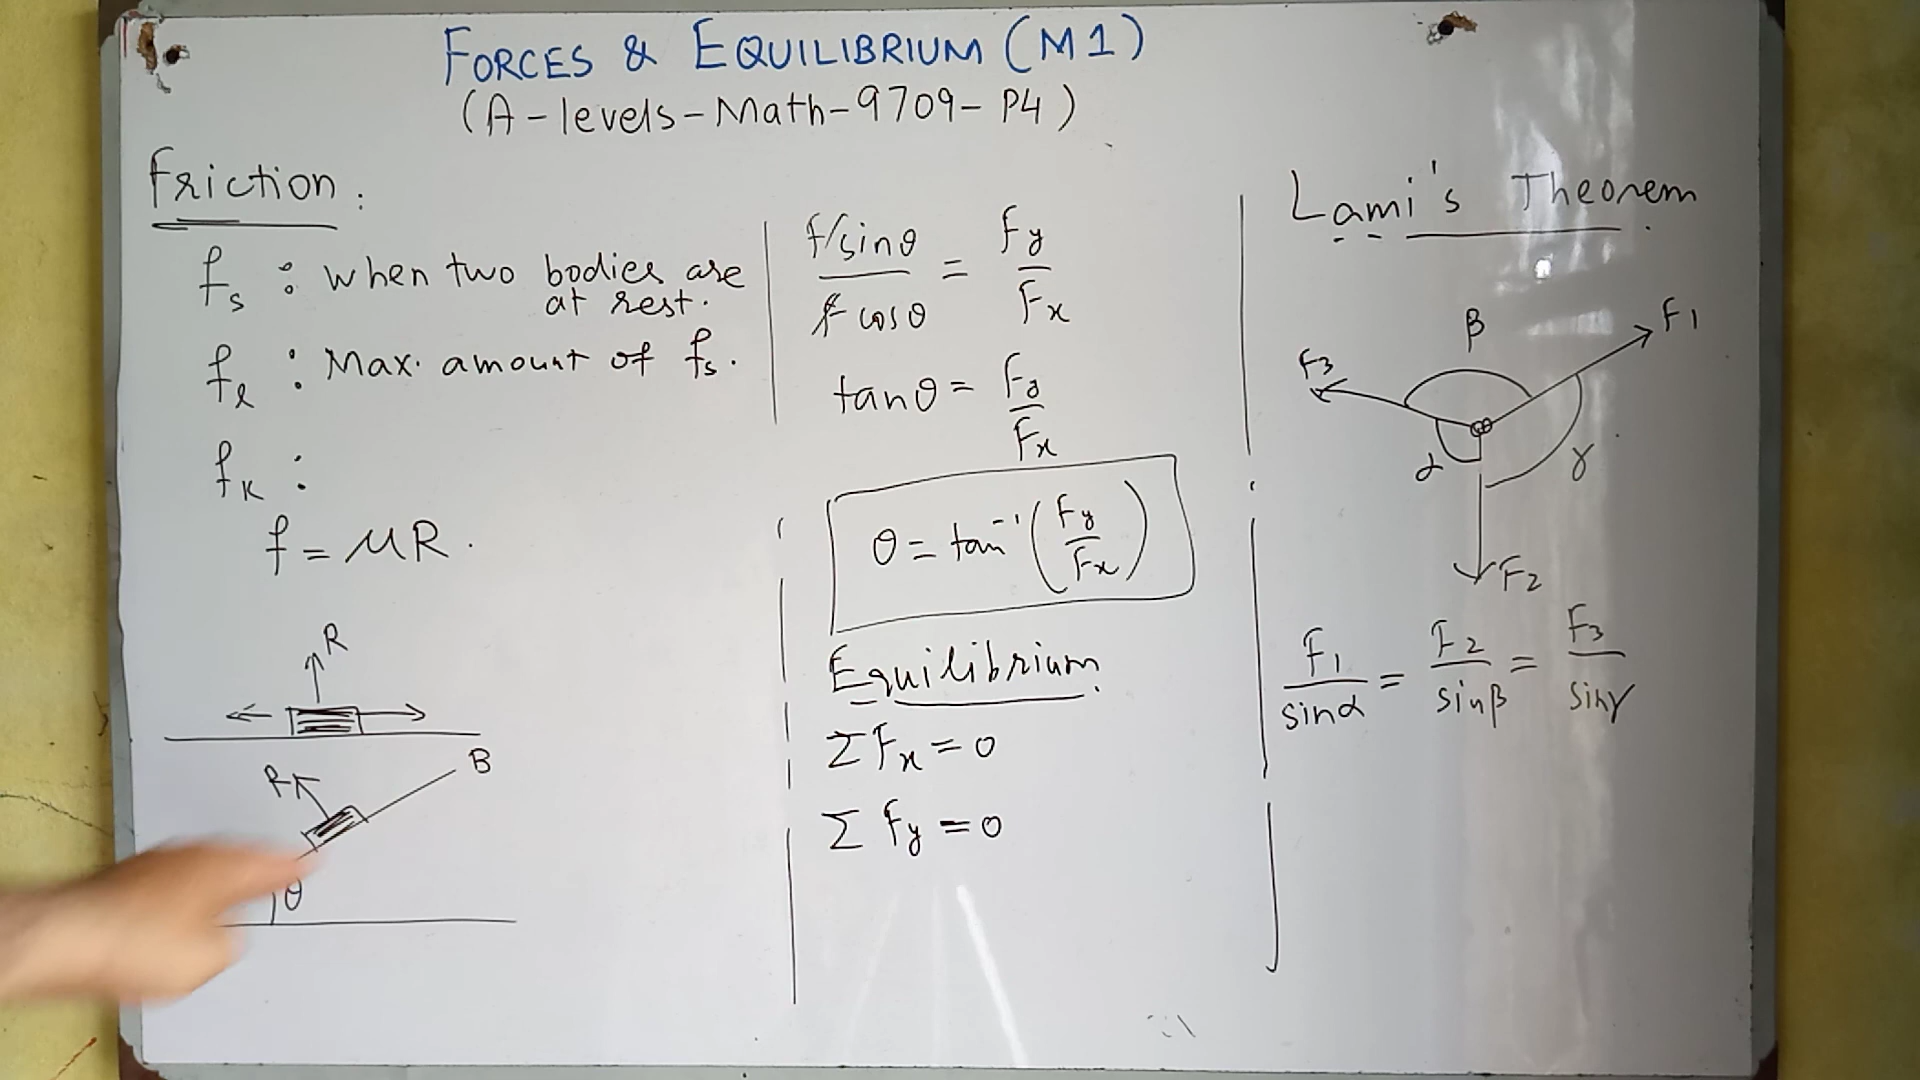 FORCES & EQUILIBRIUM (M1)
(A-levels-Math-9709-P4)
Friction:
fs : when two bodies are
at rest.
fl : Max. amount of fs.
fk :
f = μR.
R
R
B
θ
f sinθ / f cosθ = Fy / Fx
tanθ = Fy / Fx
θ = tan⁻¹(Fy / Fx)
Equilibrium
ΣFx = 0
ΣFy = 0
Lami's Theorem
β
F1
F3
α
γ
F2
F1 / sinα = F2 / sinβ = F3 / sinγ